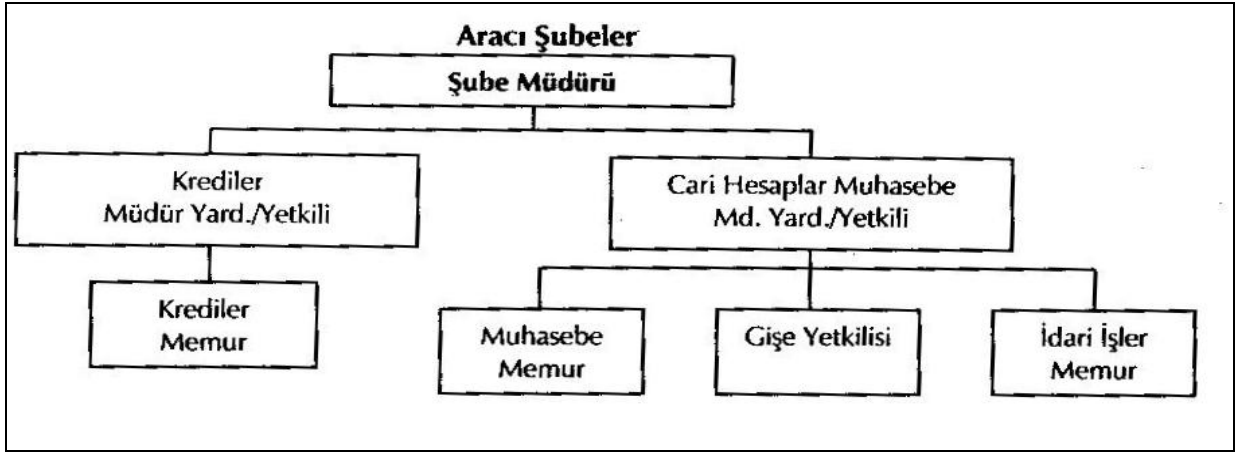 Aracı Şubeler
Şube Müdürü
Krediler
Müdür Yard./Yetkili
Cari Hesaplar Muhasebe
Md. Yard./Yetkili
Krediler
Memur
Muhasebe
Memur
Gişe Yetkilisi
İdari İşler
Memur